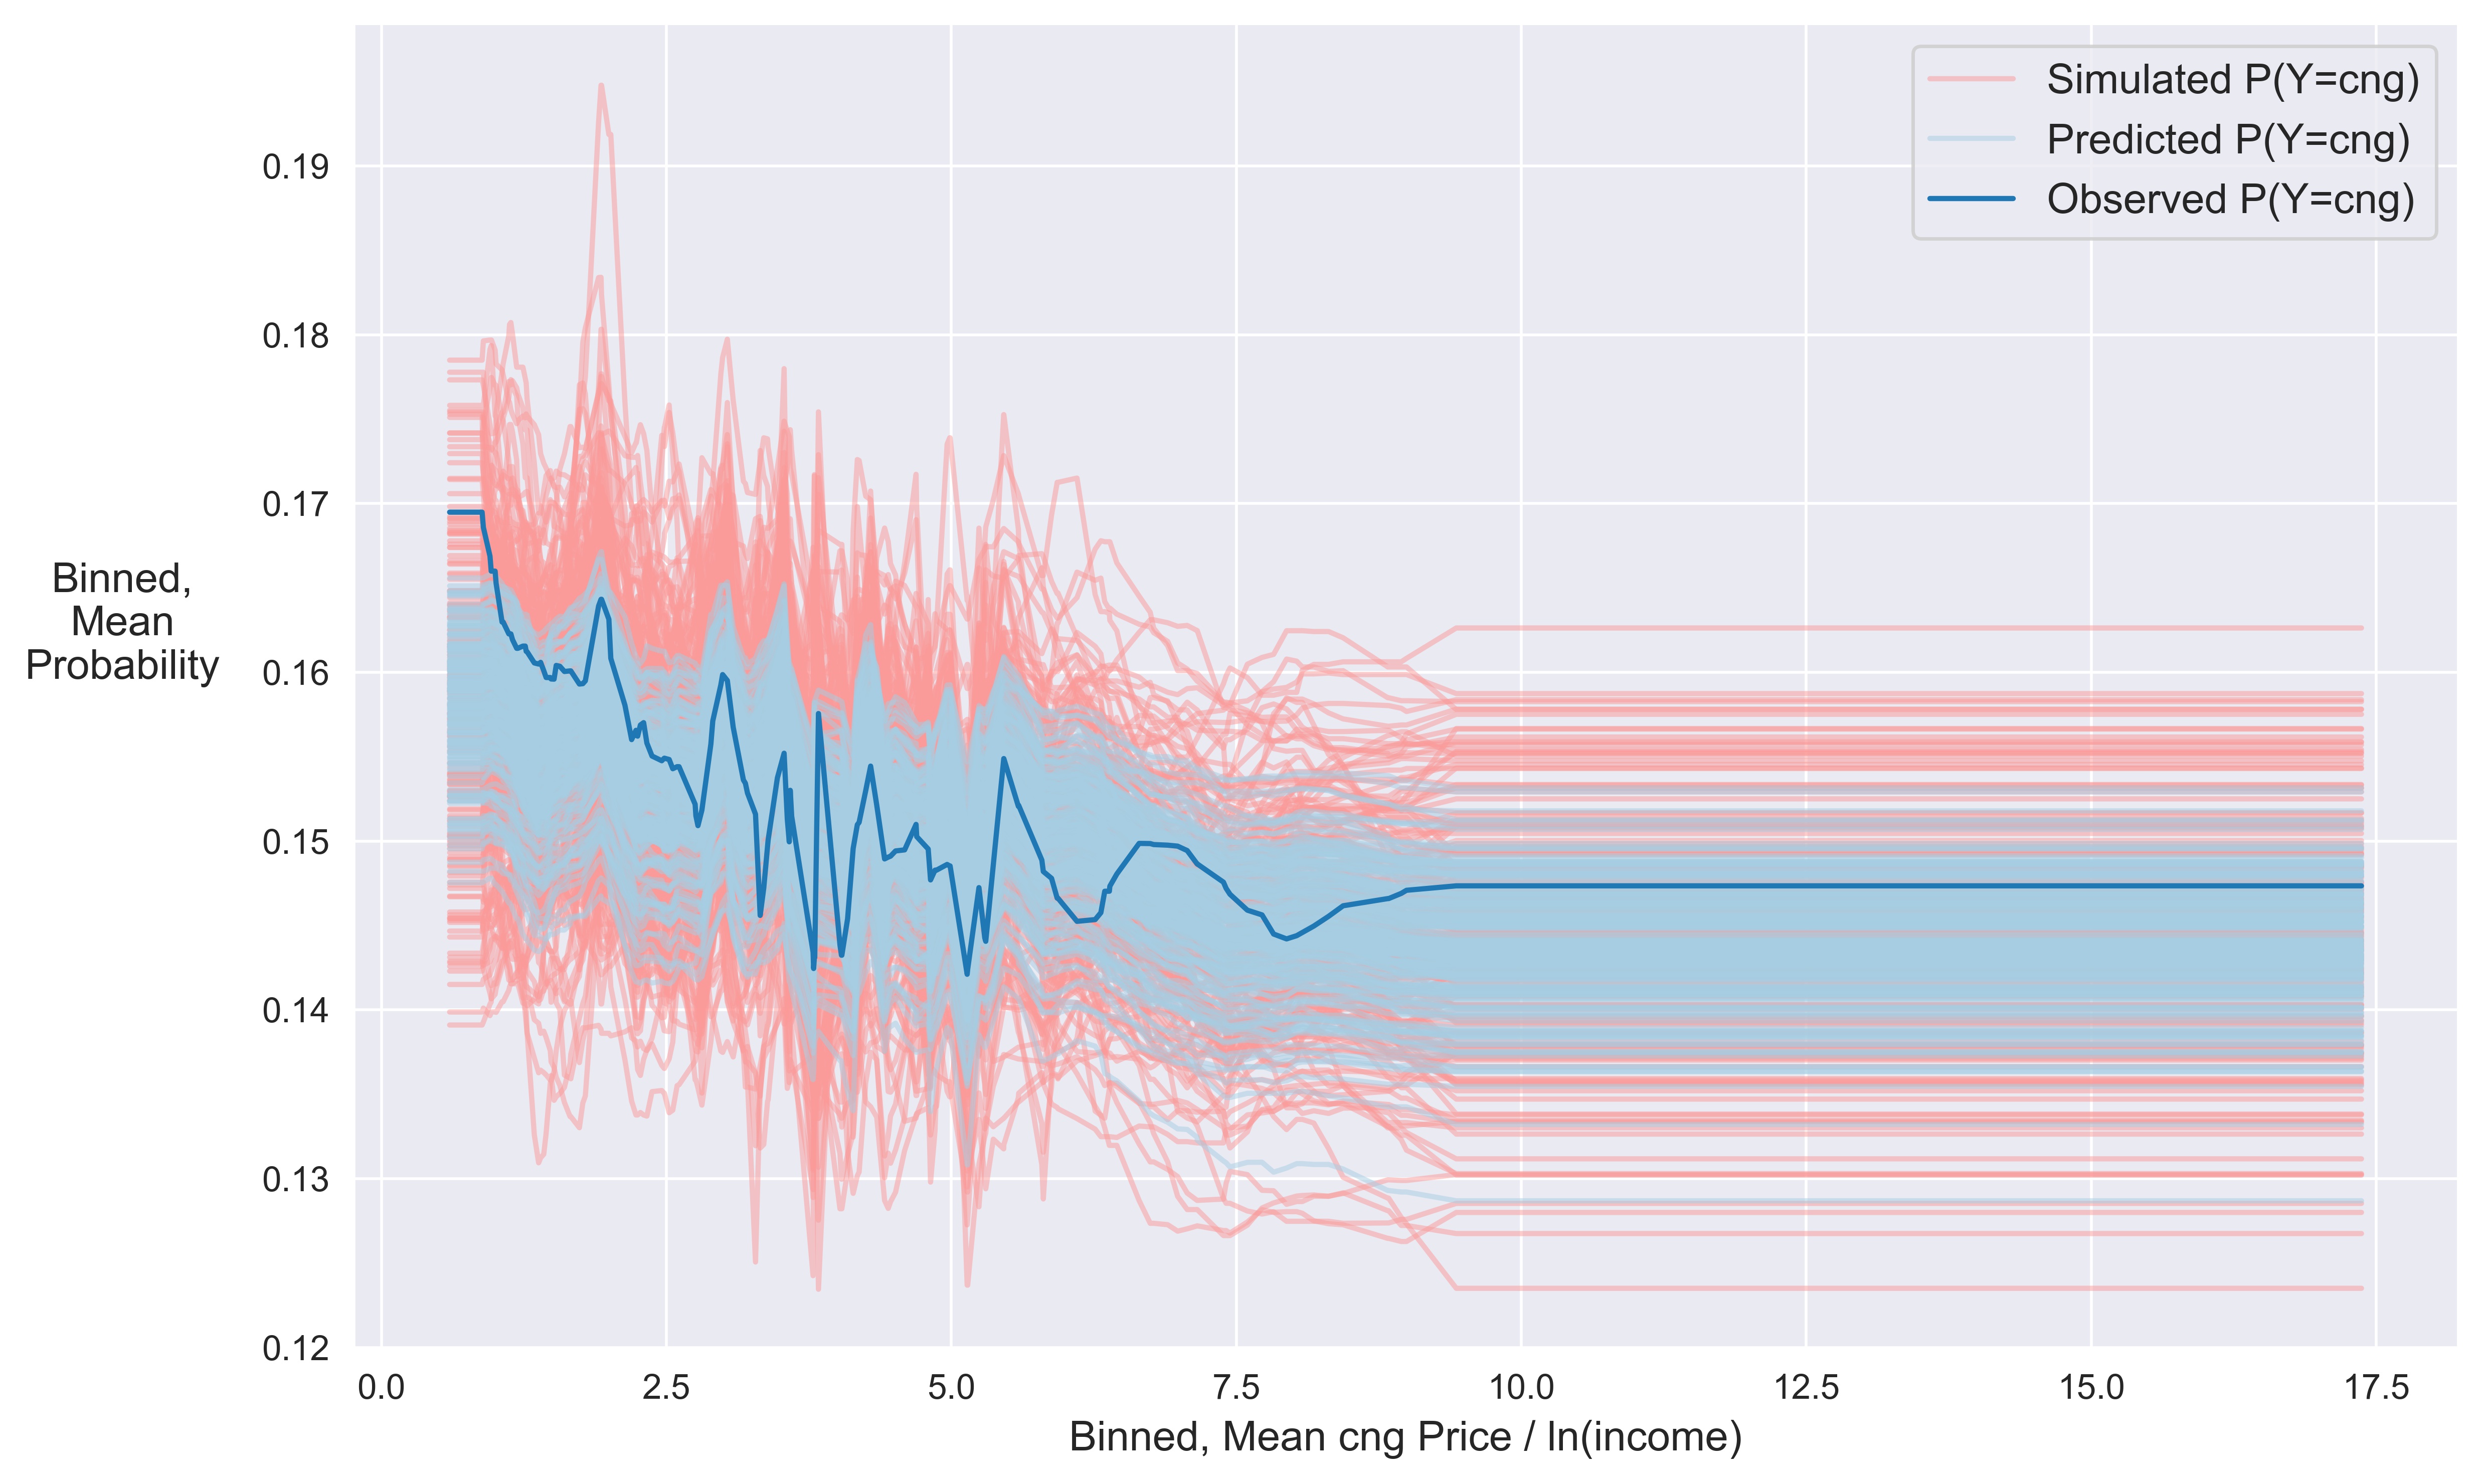 Simulated P(Y=cng)
Predicted P(Y=cng)
Observed P(Y=cng)
0.19
0.18
0.17
0.16
0.15
0.14
0.13
0.12
Binned,
Mean
Probability
0.0
2.5
5.0
7.5
10.0
12.5
15.0
17.5
Binned, Mean cng Price / ln(income)